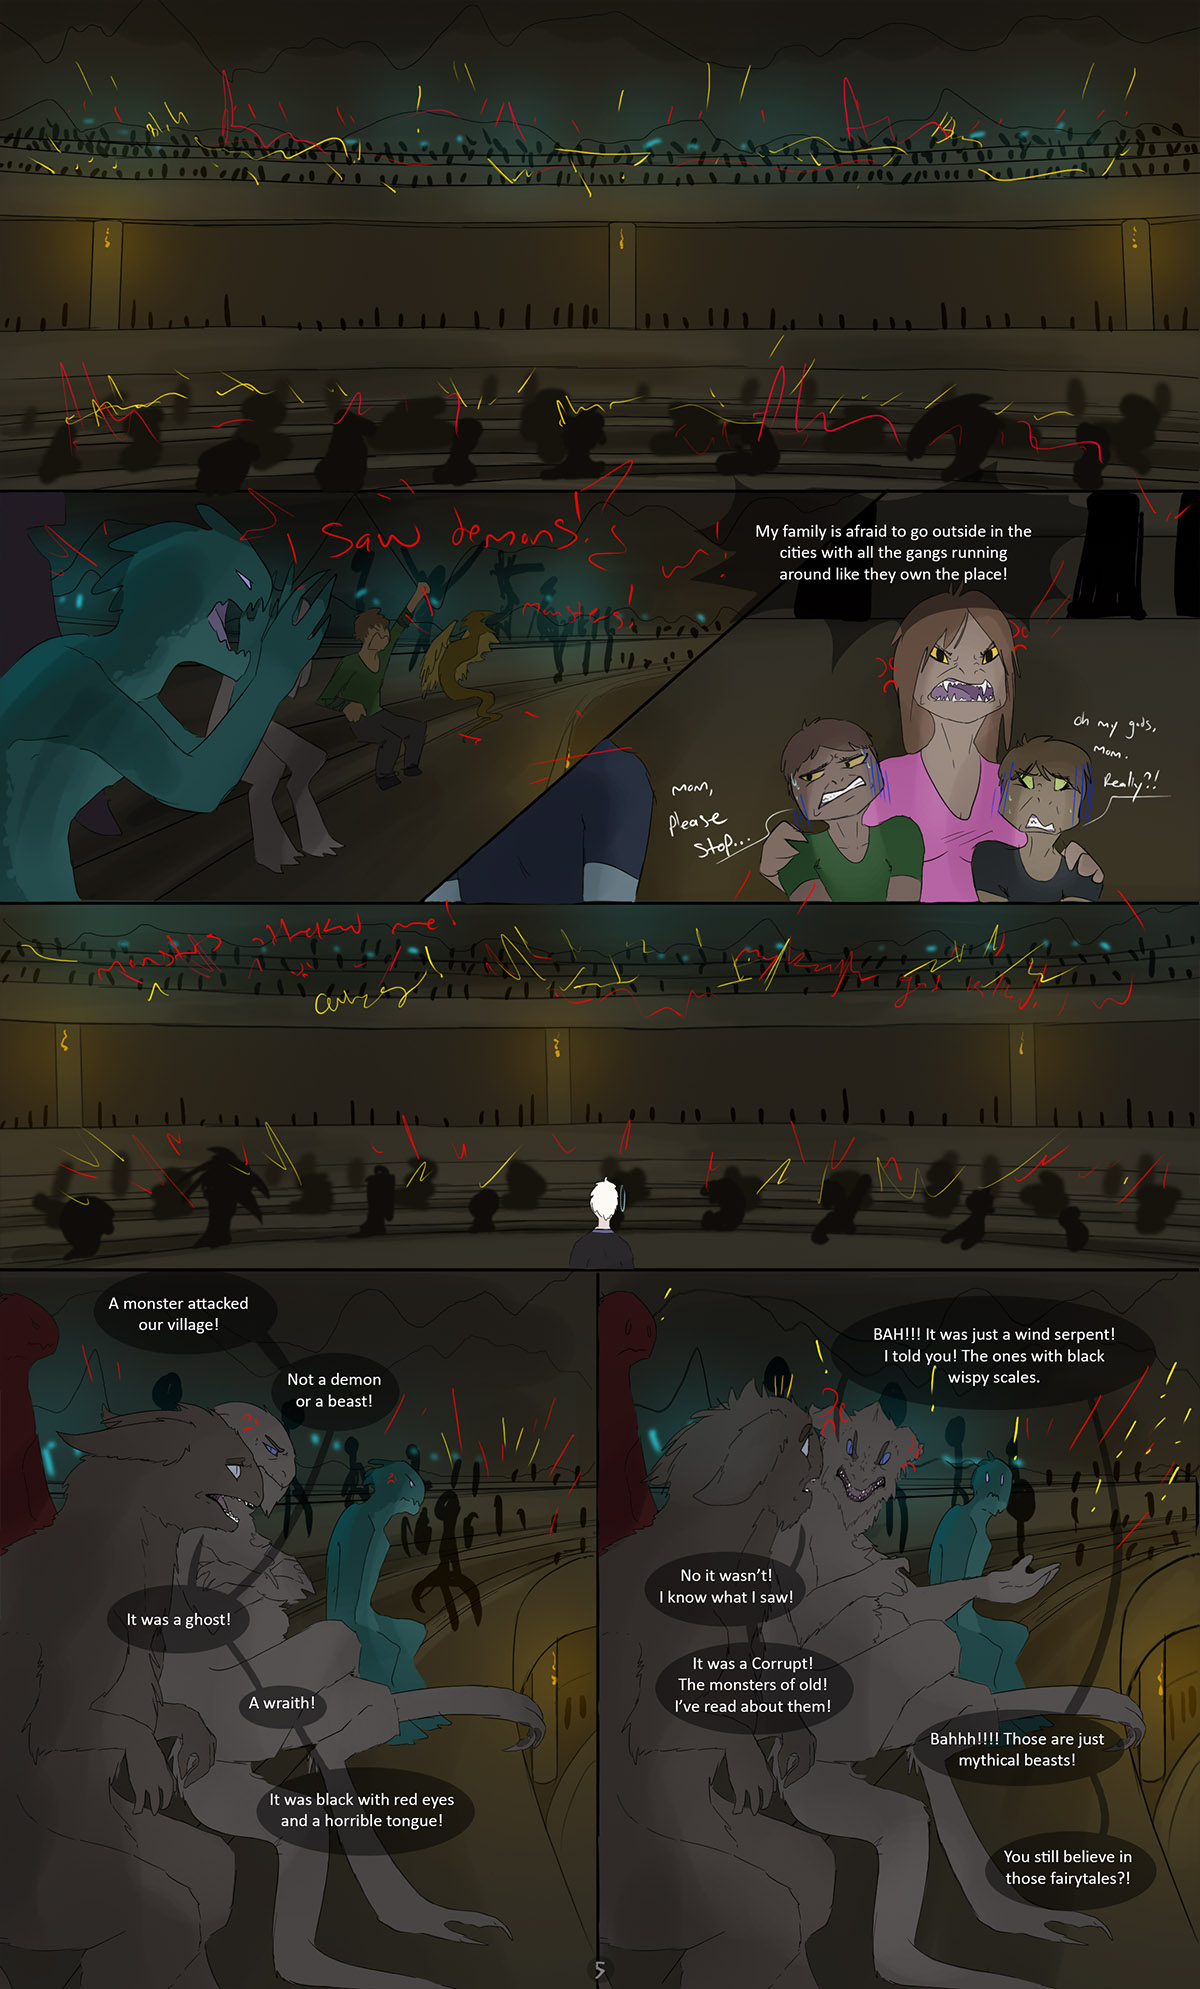 I saw demons!
monsters!
My family is afraid to go outside in the
cities with all the gangs running
around like they own the place!
Mom,
please
stop...
oh my gods,
mom.
Really?!
monsters attacked me!
A monster attacked
our village!
Not a demon
or a beast!
It was a ghost!
A wraith!
It was black with red eyes
and a horrible tongue!
BAH!!! It was just a wind serpent!
I told you! The ones with black
wispy scales.
No it wasn't!
I know what I saw!
It was a Corrupt!
The monsters of old!
I've read about them!
Bahhh!!!! Those are just
mythical beasts!
You still believe in
those fairytales?!
5